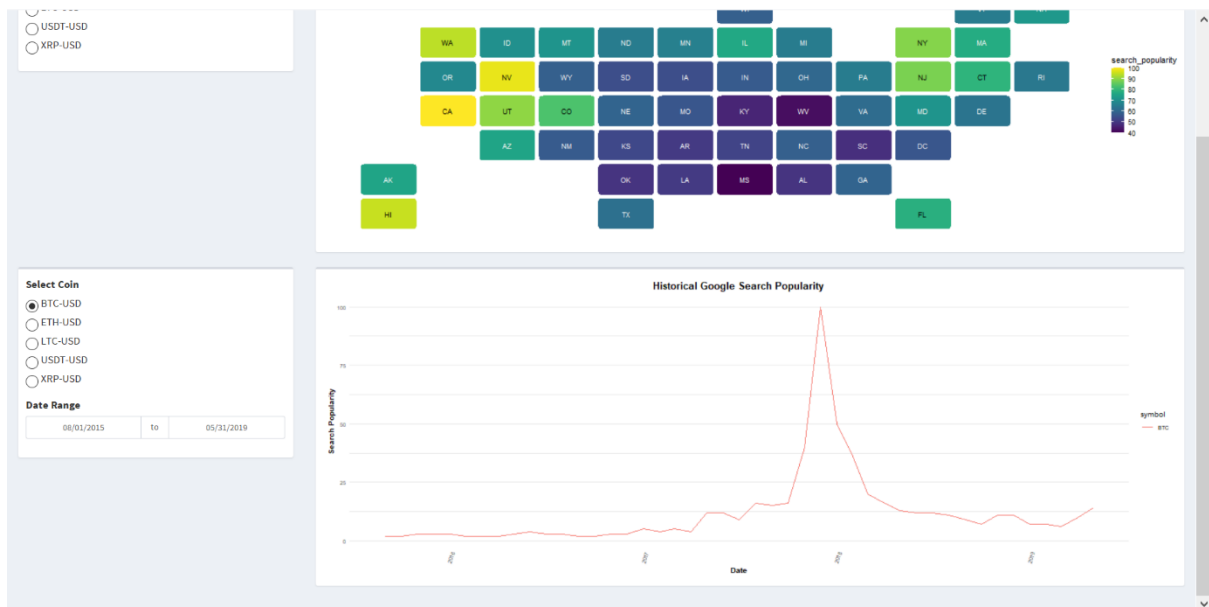 USDT-USD
XRP-USD
WA ID MT ND MN IL MI NY MA
OR NV WY SD IA IN OH PA NJ CT RI
CA UT CO NE MO KY WV VA MD DE
AZ NM KS AR TN NC SC DC
AK OK LA MS AL GA
HI TX FL
search_popularity
100
90
80
70
60
50
40
Select Coin
BTC-USD
ETH-USD
LTC-USD
USDT-USD
XRP-USD
Date Range
08/01/2015 to 05/31/2019
Historical Google Search Popularity
Search Popularity
100
75
50
25
0
2016 2017 2018 2019
Date
symbol
BTC